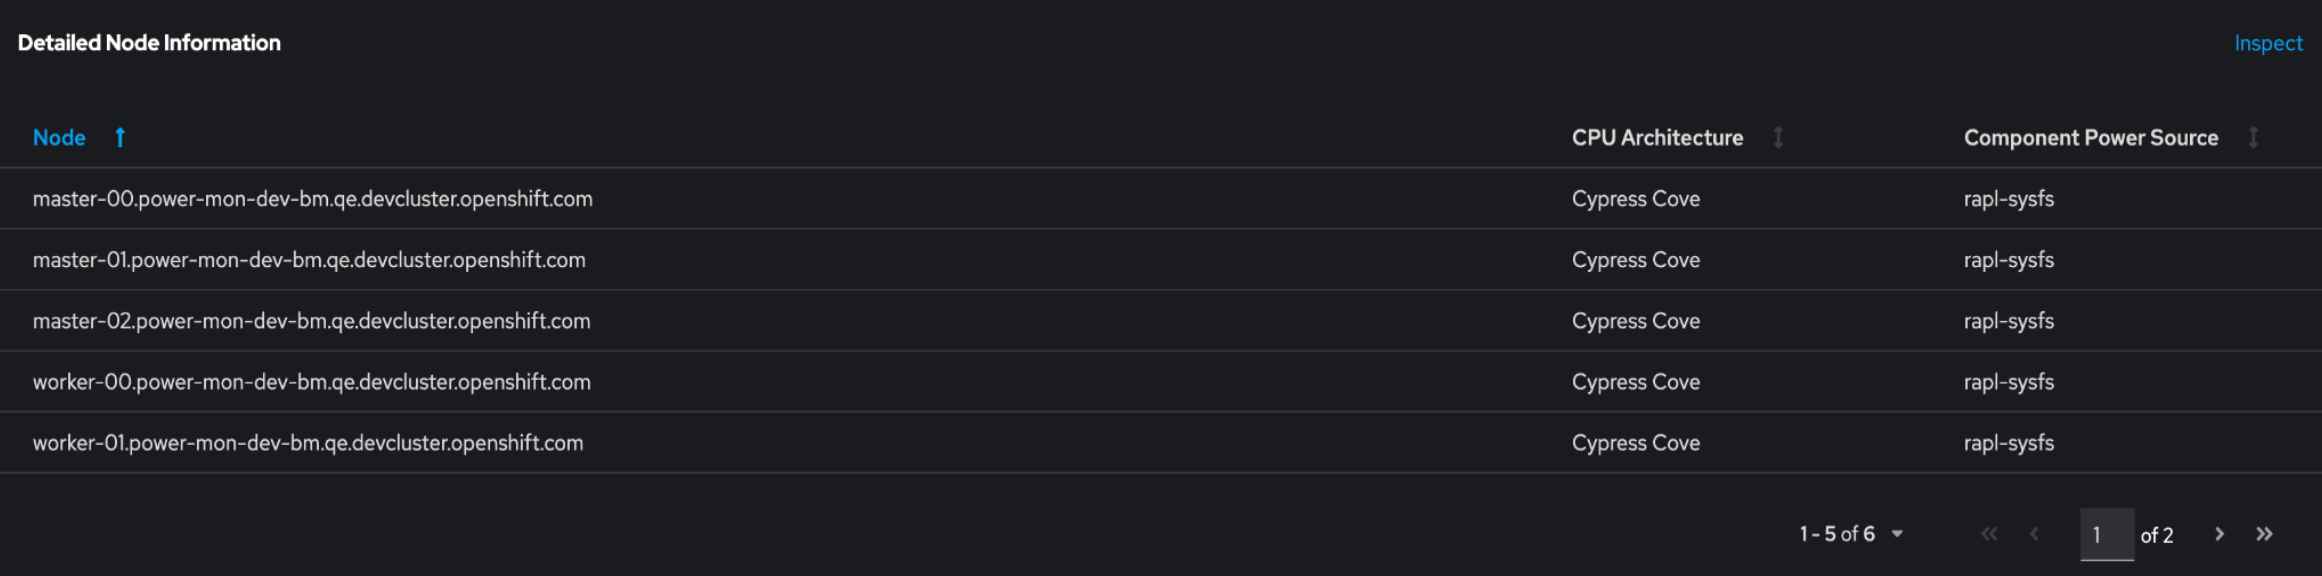 Detailed Node Information Inspect
Node CPU Architecture Component Power Source
master-00.power-mon-dev-bm.qe.devcluster.openshift.com Cypress Cove rapl-sysfs
master-01.power-mon-dev-bm.qe.devcluster.openshift.com Cypress Cove rapl-sysfs
master-02.power-mon-dev-bm.qe.devcluster.openshift.com Cypress Cove rapl-sysfs
worker-00.power-mon-dev-bm.qe.devcluster.openshift.com Cypress Cove rapl-sysfs
worker-01.power-mon-dev-bm.qe.devcluster.openshift.com Cypress Cove rapl-sysfs
1 - 5 of 6 1 of 2